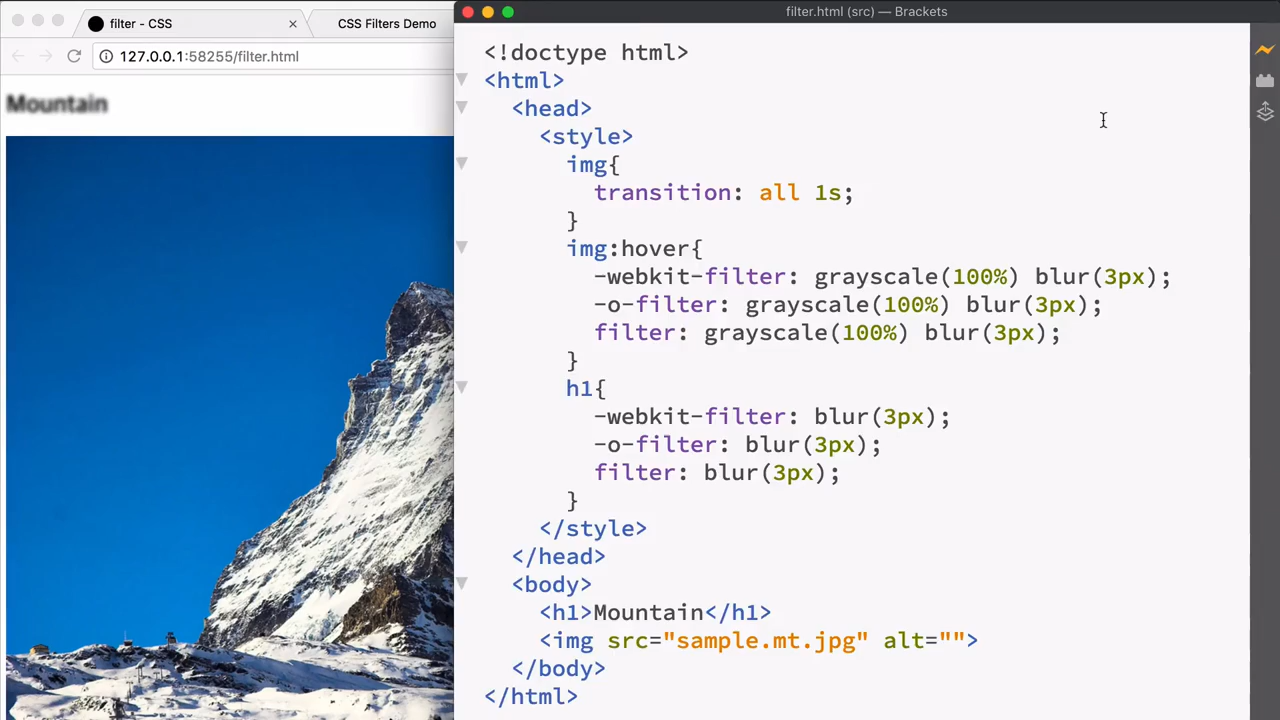 filter - CSS
CSS Filters Demo
127.0.0.1:58255/filter.html
Mountain
filter.html (src) — Brackets
<!doctype html>
<html>
<head>
<style>
img{
transition: all 1s;
}
img:hover{
-webkit-filter: grayscale(100%) blur(3px);
-o-filter: grayscale(100%) blur(3px);
filter: grayscale(100%) blur(3px);
}
h1{
-webkit-filter: blur(3px);
-o-filter: blur(3px);
filter: blur(3px);
}
</style>
</head>
<body>
<h1>Mountain</h1>
<img src="sample.mt.jpg" alt="">
</body>
</html>